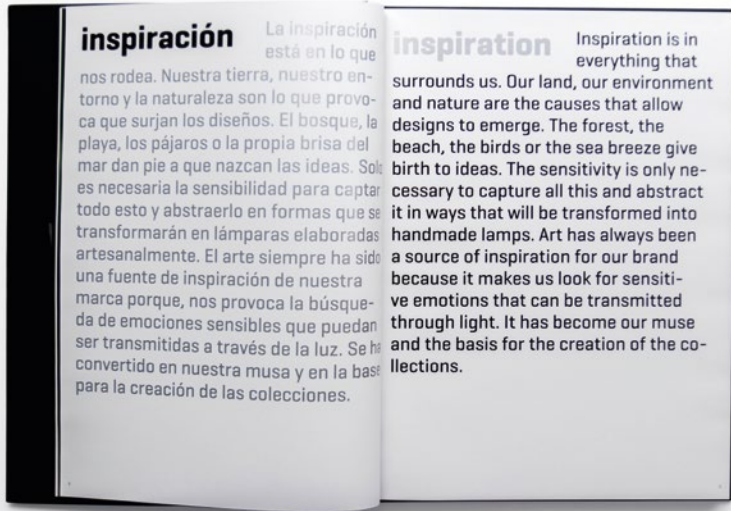 inspiración
La inspiración
está en lo que
nos rodea. Nuestra tierra, nuestro en-
torno y la naturaleza son lo que provo-
ca que surjan los diseños. El bosque, la
playa, los pájaros o la propia brisa del
mar dan pie a que nazcan las ideas. Solo
es necesaria la sensibilidad para captar
todo esto y abstraerlo en formas que se
transformarán en lámparas elaboradas
artesanalmente. El arte siempre ha sido
una fuente de inspiración de nuestra
marca porque, nos provoca la búsque-
da de emociones sensibles que puedan
ser transmitidas a través de la luz. Se ha
convertido en nuestra musa y en la base
para la creación de las colecciones.
inspiration
Inspiration is in
everything that
surrounds us. Our land, our environment
and nature are the causes that allow
designs to emerge. The forest, the
beach, the birds or the sea breeze give
birth to ideas. The sensitivity is only ne-
cessary to capture all this and abstract
it in ways that will be transformed into
handmade lamps. Art has always been
a source of inspiration for our brand
because it makes us look for sensiti-
ve emotions that can be transmitted
through light. It has become our muse
and the basis for the creation of the co-
llections.